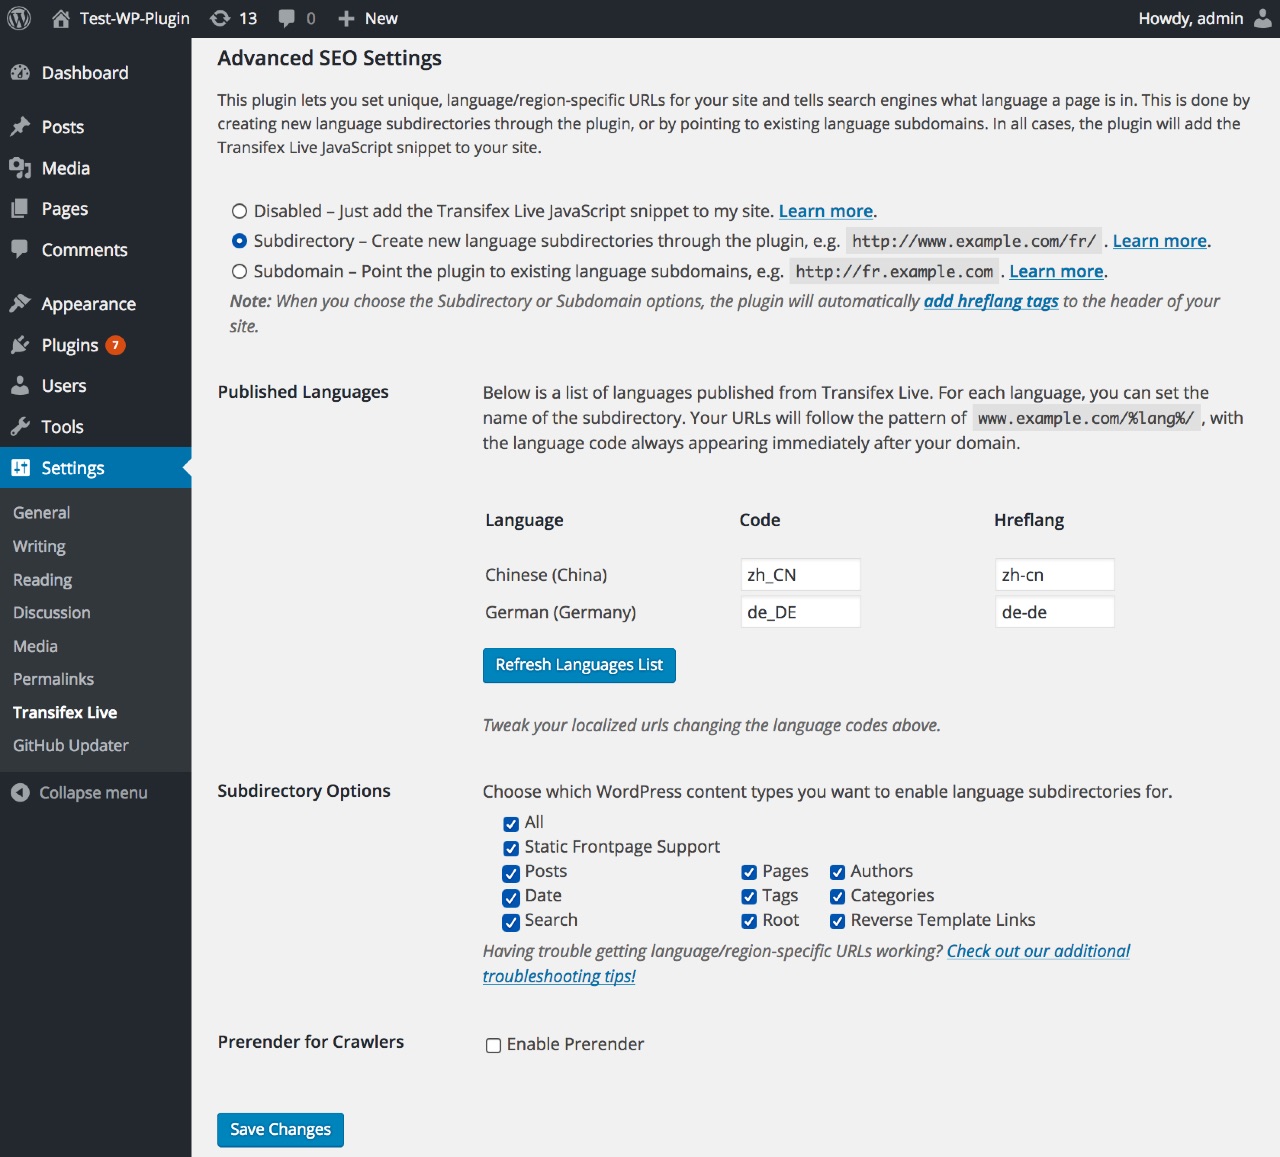 Test-WP-Plugin 13 0 New Howdy, admin
Dashboard
Posts
Media
Pages
Comments
Appearance
Plugins 7
Users
Tools
Settings
General
Writing
Reading
Discussion
Media
Permalinks
Transifex Live
GitHub Updater
Collapse menu
Advanced SEO Settings
This plugin lets you set unique, language/region-specific URLs for your site and tells search engines what language a page is in. This is done by
creating new language subdirectories through the plugin, or by pointing to existing language subdomains. In all cases, the plugin will add the
Transifex Live JavaScript snippet to your site.
Disabled – Just add the Transifex Live JavaScript snippet to my site. Learn more.
Subdirectory – Create new language subdirectories through the plugin, e.g. http://www.example.com/fr/ . Learn more.
Subdomain – Point the plugin to existing language subdomains, e.g. http://fr.example.com . Learn more.
Note: When you choose the Subdirectory or Subdomain options, the plugin will automatically add hreflang tags to the header of your
site.
Published Languages
Below is a list of languages published from Transifex Live. For each language, you can set the
name of the subdirectory. Your URLs will follow the pattern of www.example.com/%lang%/ , with
the language code always appearing immediately after your domain.
Language Code Hreflang
Chinese (China) zh_CN zh-cn
German (Germany) de_DE de-de
Refresh Languages List
Tweak your localized urls changing the language codes above.
Subdirectory Options
Choose which WordPress content types you want to enable language subdirectories for.
All
Static Frontpage Support
Posts Pages Authors
Date Tags Categories
Search Root Reverse Template Links
Having trouble getting language/region-specific URLs working? Check out our additional
troubleshooting tips!
Prerender for Crawlers
Enable Prerender
Save Changes